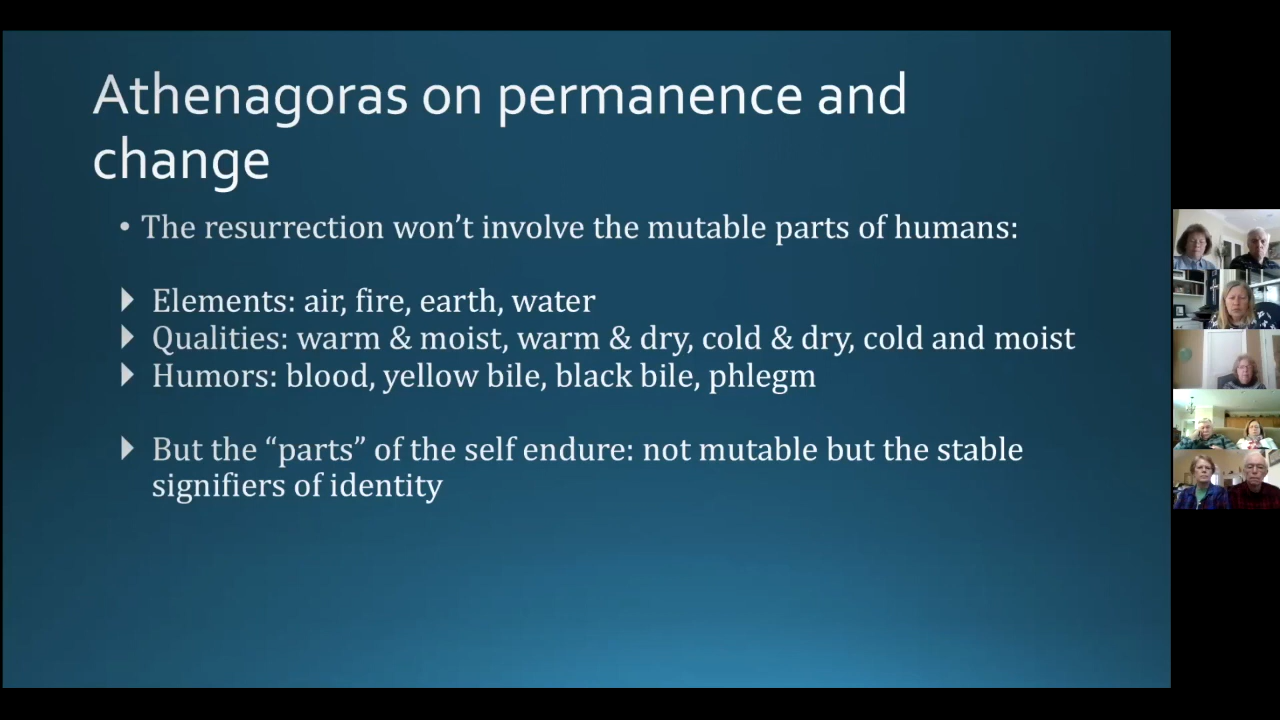 Athenagoras on permanence and
change
• The resurrection won’t involve the mutable parts of humans:
Elements: air, fire, earth, water
Qualities: warm & moist, warm & dry, cold & dry, cold and moist
Humors: blood, yellow bile, black bile, phlegm
But the “parts” of the self endure: not mutable but the stable
signifiers of identity